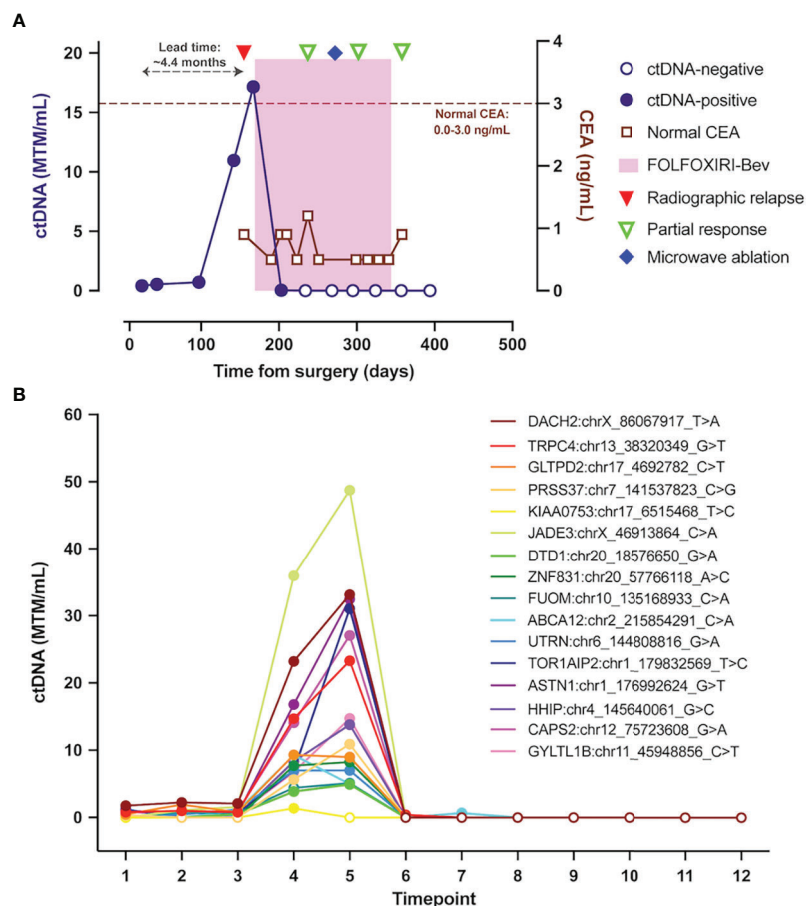 A
Lead time:
~4.4 months
20
15
10
5
0
ctDNA (MTM/mL)
4
3
2
1
0
CEA (ng/mL)
Normal CEA:
0.0-3.0 ng/mL
0 100 200 300 400 500
Time fom surgery (days)
ctDNA-negative
ctDNA-positive
Normal CEA
FOLFOXIRI-Bev
Radiographic relapse
Partial response
Microwave ablation
B
60
50
40
30
20
10
0
ctDNA (MTM/mL)
1 2 3 4 5 6 7 8 9 10 11 12
Timepoint
DACH2:chrX_86067917_T>A
TRPC4:chr13_38320349_G>T
GLTPD2:chr17_4692782_C>T
PRSS37:chr7_141537823_C>G
KIAA0753:chr17_6515468_T>C
JADE3:chrX_46913864_C>A
DTD1:chr20_18576650_G>A
ZNF831:chr20_57766118_A>C
FUOM:chr10_135168933_C>A
ABCA12:chr2_215854291_C>A
UTRN:chr6_144808816_G>A
TOR1AIP2:chr1_179832569_T>C
ASTN1:chr1_176992624_G>T
HHIP:chr4_145640061_G>C
CAPS2:chr12_75723608_G>A
GYLTL1B:chr11_45948856_C>T